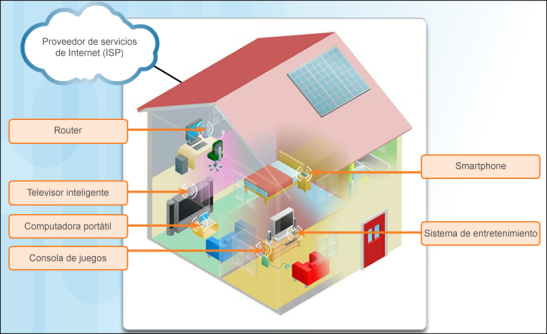 Proveedor de servicios
de Internet (ISP)
Router
Televisor inteligente
Computadora portátil
Consola de juegos
Smartphone
Sistema de entretenimiento